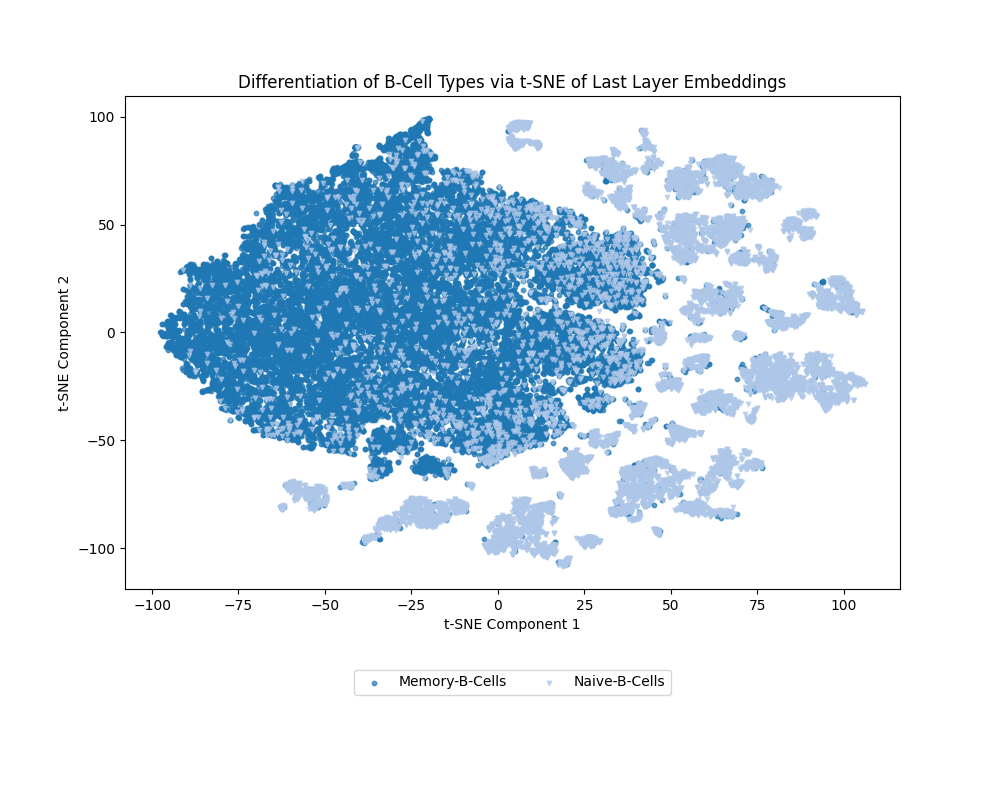 Differentiation of B-Cell Types via t-SNE of Last Layer Embeddings
100
50
0
−50
−100
t-SNE Component 2
−100 −75 −50 −25 0 25 50 75 100
t-SNE Component 1
Memory-B-Cells Naive-B-Cells